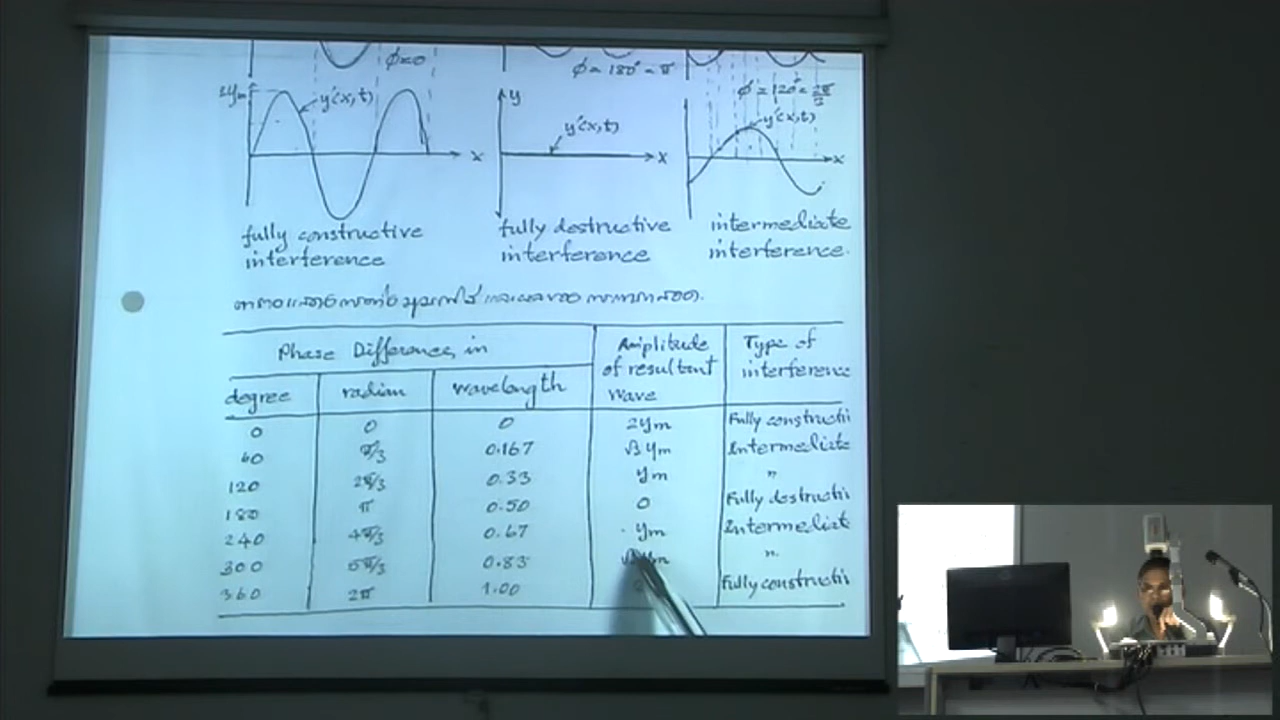 φ=0
φ = 180° = π
φ = 120° = 2π/3
2ym
y'(x,t)
x
y
y'(x,t)
x
y'(x,t)
x
fully constructive
interference
fully destructive
interference
intermediate
interference.
Phase Difference in
Amplitude
of resultant
wave
Type of
interference
degree radian wavelength
0 0 0 2ym Fully constructi
60 π/3 0.167 √3 ym Intermediate
120 2π/3 0.33 ym "
180 π 0.50 0 Fully destructi
240 4π/3 0.67 ym Intermediat
300 5π/3 0.83 "
360 2π 1.00 Fully constructi